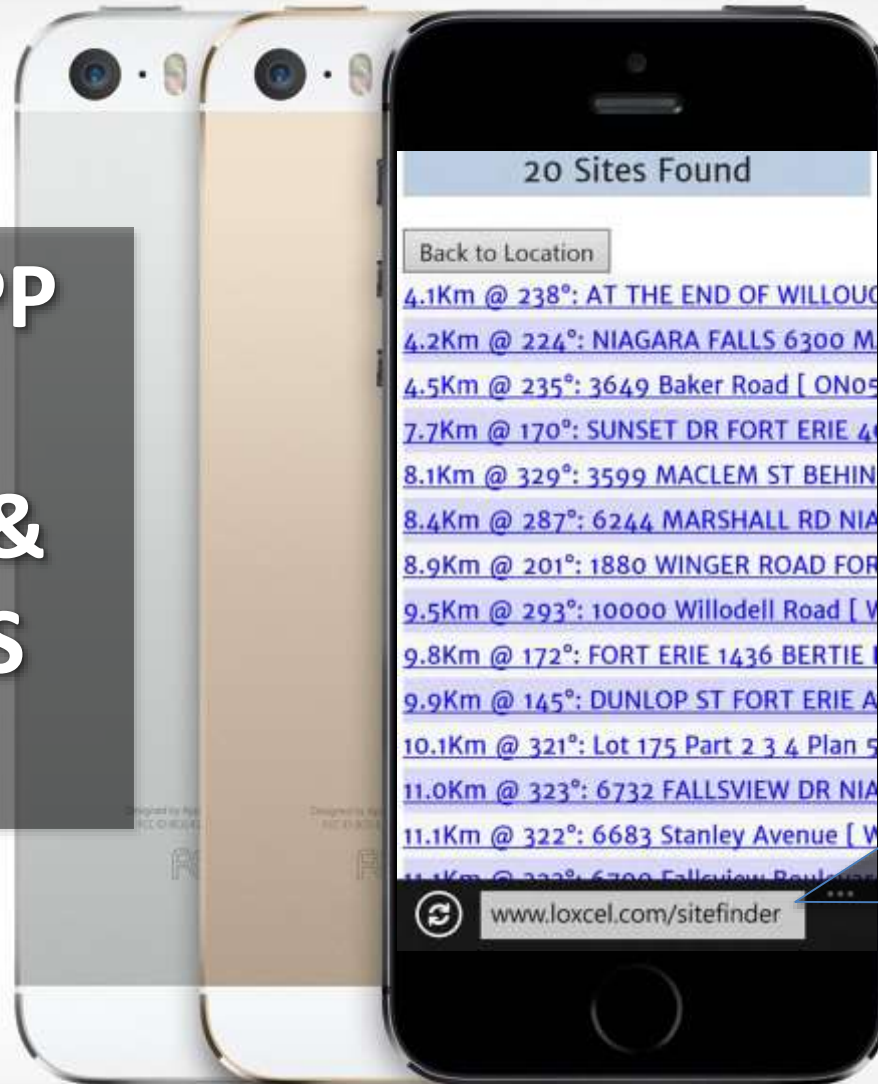 PP
&
S
20 Sites Found
Back to Location
4.1Km @ 238°: AT THE END OF WILLOUG
4.2Km @ 224°: NIAGARA FALLS 6300 M
4.5Km @ 235°: 3649 Baker Road [ ON05
7.7Km @ 170°: SUNSET DR FORT ERIE 4
8.1Km @ 329°: 3599 MACLEM ST BEHIN
8.4Km @ 287°: 6244 MARSHALL RD NIA
8.9Km @ 201°: 1880 WINGER ROAD FOR
9.5Km @ 293°: 10000 Willodell Road [ W
9.8Km @ 172°: FORT ERIE 1436 BERTIE
9.9Km @ 145°: DUNLOP ST FORT ERIE A
10.1Km @ 321°: Lot 175 Part 2 3 4 Plan 5
11.0Km @ 323°: 6732 FALLSVIEW DR NIA
11.1Km @ 322°: 6683 Stanley Avenue [ W
www.loxcel.com/sitefinder